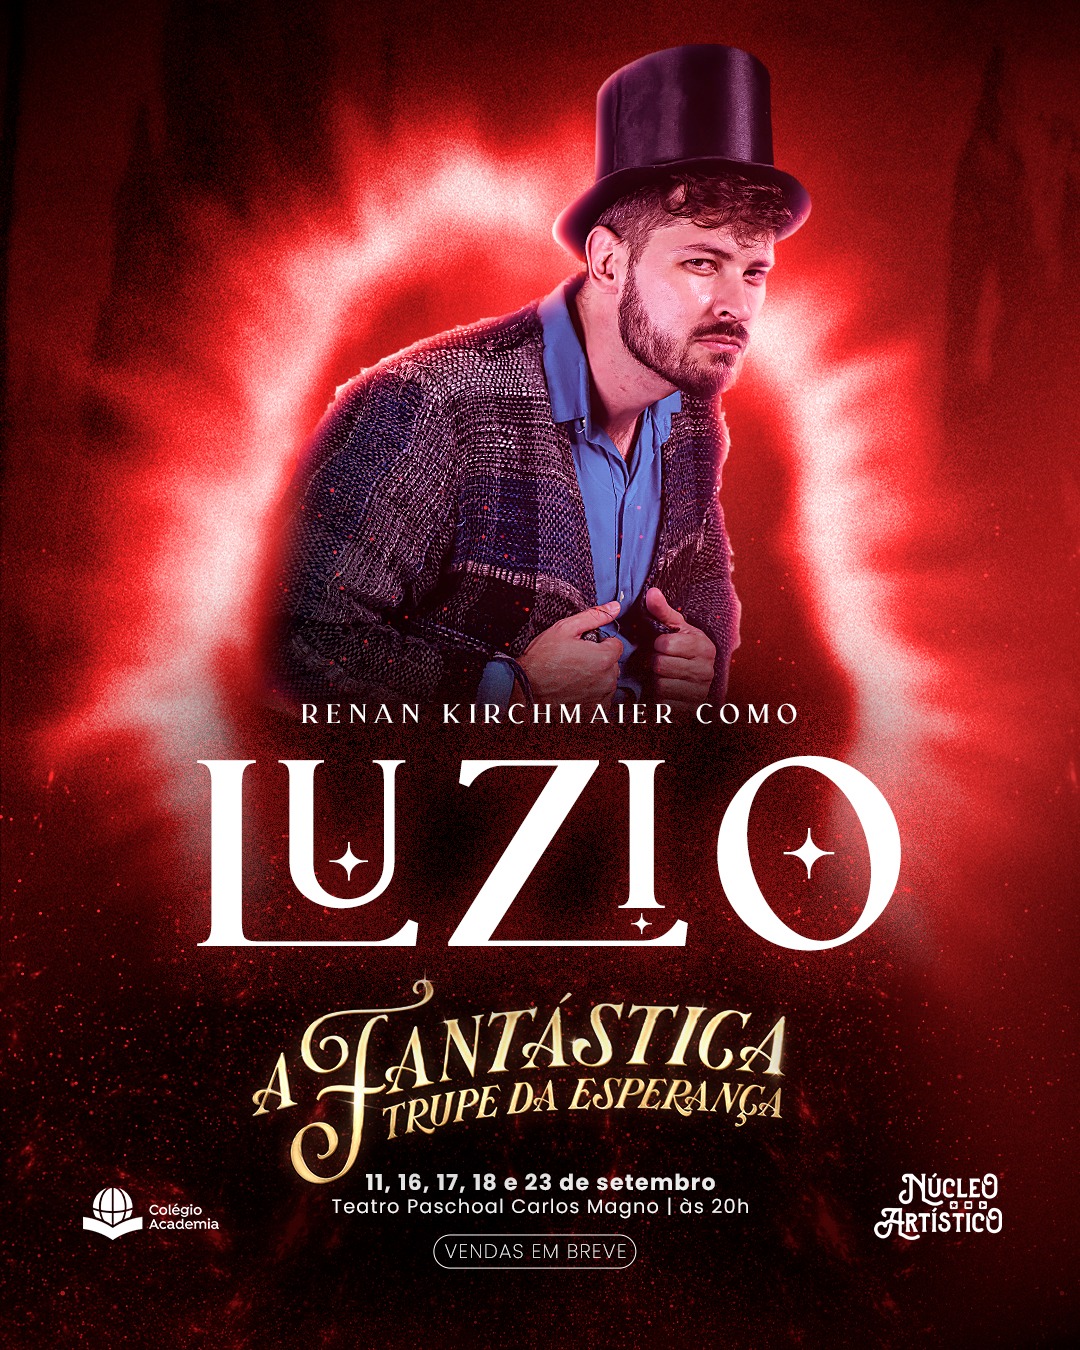 RENAN KIRCHMAIER COMO
LUZIO
A FANTÁSTICA
TRUPE DA ESPERANÇA
11, 16, 17, 18 e 23 de setembro
Teatro Paschoal Carlos Magno | às 20h
VENDAS EM BREVE
Colégio
Academia
NÚCLEO
ARTÍSTICO